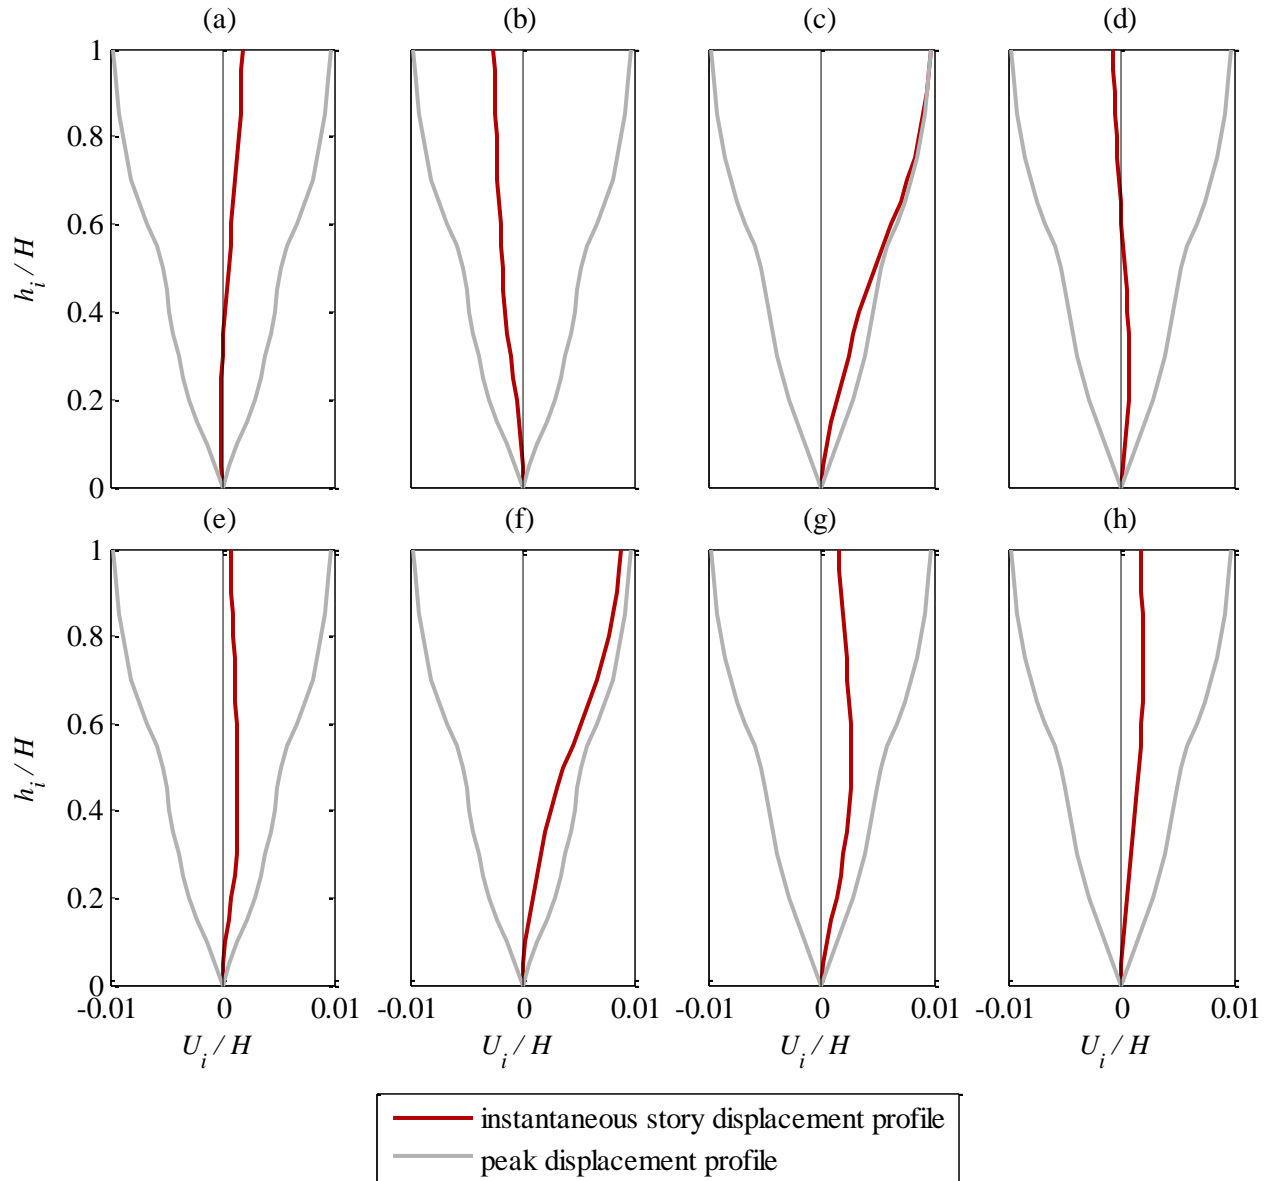 (a) (b) (c) (d)
1
0.8
0.6
0.4
0.2
0
h_i / H
(e) (f) (g) (h)
1
0.8
0.6
0.4
0.2
0
h_i / H
-0.01 0 0.01 -0.01 0 0.01 -0.01 0 0.01 -0.01 0 0.01
U_i / H U_i / H U_i / H U_i / H
instantaneous story displacement profile
peak displacement profile